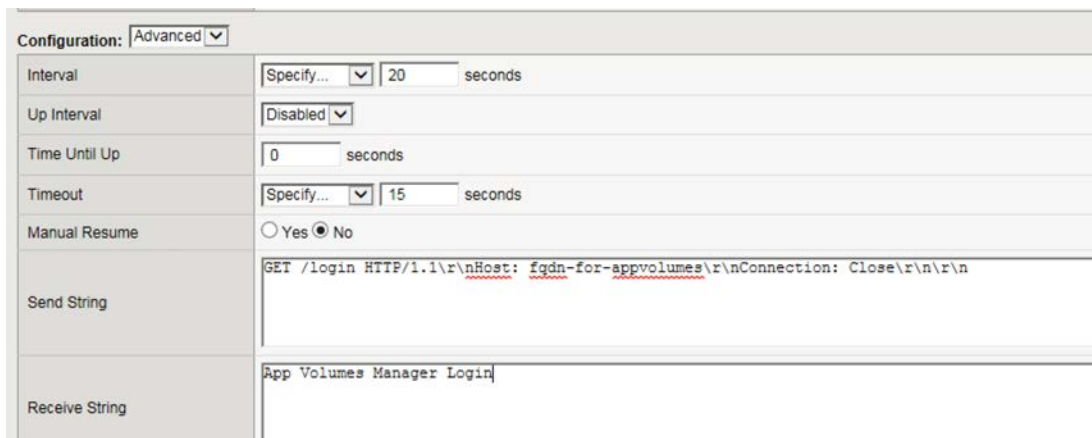 Configuration: Advanced
Interval Specify... 20 seconds
Up Interval Disabled
Time Until Up 0 seconds
Timeout Specify... 15 seconds
Manual Resume Yes No
Send String GET /login HTTP/1.1\r\nHost: fqdn-for-appvolumes\r\nConnection: Close\r\n\r\n
Receive String App Volumes Manager Login